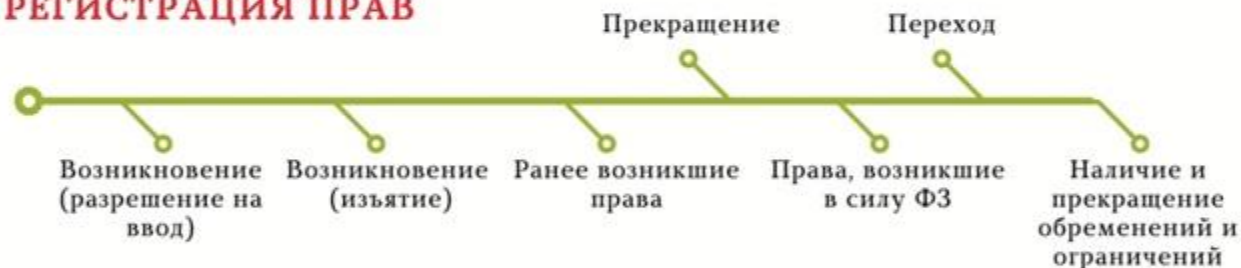 РЕГИСТРАЦИЯ ПРАВ
Прекращение
Переход
Возникновение
(разрешение на
ввод)
Возникновение
(изъятие)
Ранее возникшие
права
Права, возникшие
в силу ФЗ
Наличие и
прекращение
обременений и
ограничений